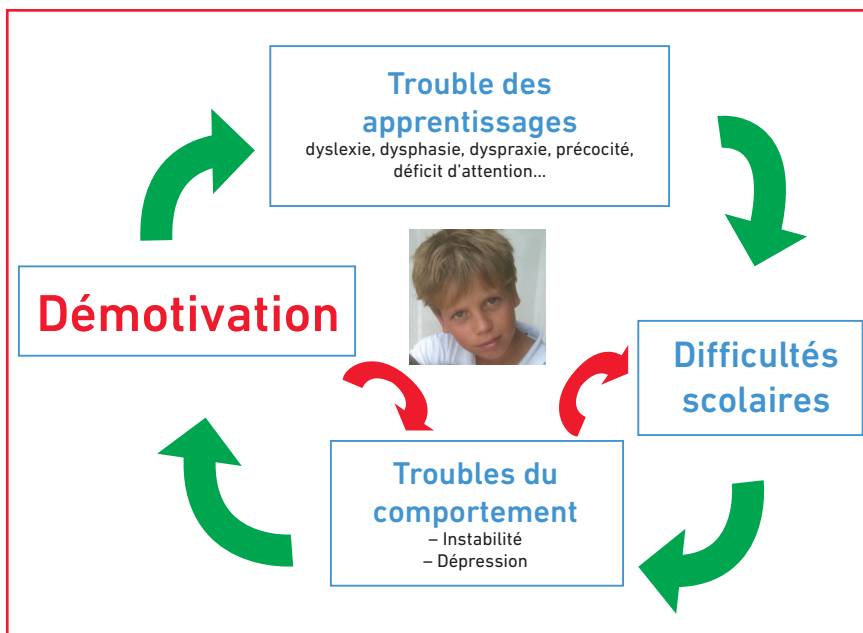 Trouble des
apprentissages
dyslexie, dysphasie, dyspraxie, précocité,
déficit d’attention...
Démotivation
Difficultés
scolaires
Troubles du
comportement
– Instabilité
– Dépression